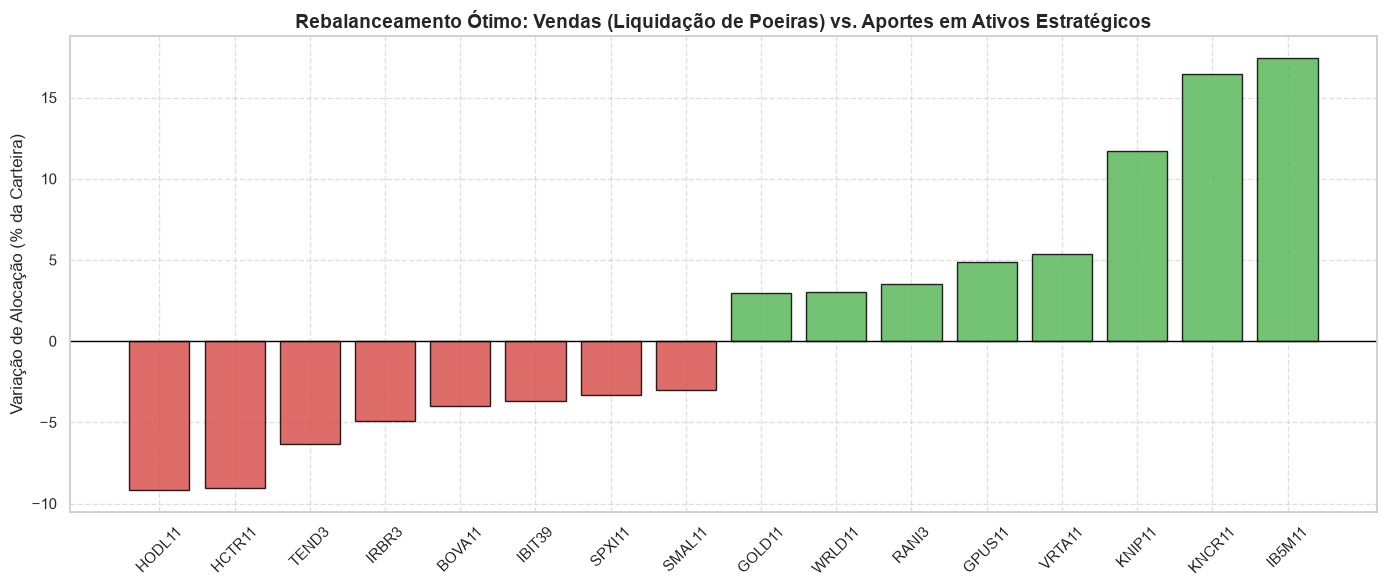 Rebalanceamento Ótimo: Vendas (Liquidação de Poeiras) vs. Aportes em Ativos Estratégicos
Variação de Alocação (% da Carteira)
15
10
5
0
−5
−10
HODL11
HCTR11
TEND3
IRBR3
BOVA11
IBIT39
SPXI11
SMAL11
GOLD11
WRLD11
RANI3
GPUS11
VRTA11
KNIP11
KNCR11
IB5M11